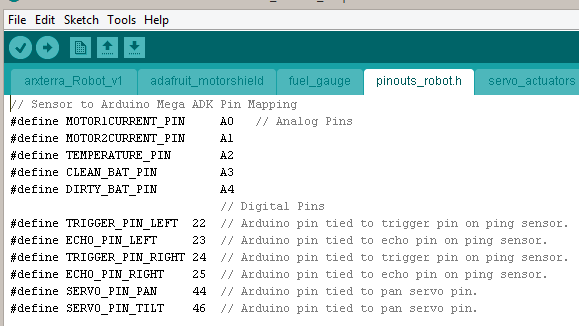 File Edit Sketch Tools Help
arxterra_Robot_v1 adafruit_motorshield fuel_gauge pinouts_robot.h servo_actuators
// Sensor to Arduino Mega ADK Pin Mapping
#define MOTOR1CURRENT_PIN A0 // Analog Pins
#define MOTOR2CURRENT_PIN A1
#define TEMPERATURE_PIN A2
#define CLEAN_BAT_PIN A3
#define DIRTY_BAT_PIN A4
// Digital Pins
#define TRIGGER_PIN_LEFT 22 // Arduino pin tied to trigger pin on ping sensor.
#define ECHO_PIN_LEFT 23 // Arduino pin tied to echo pin on ping sensor.
#define TRIGGER_PIN_RIGHT 24 // Arduino pin tied to trigger pin on ping sensor.
#define ECHO_PIN_RIGHT 25 // Arduino pin tied to echo pin on ping sensor.
#define SERVO_PIN_PAN 44 // Arduino pin tied to pan servo pin.
#define SERVO_PIN_TILT 46 // Arduino pin tied to pan servo pin.